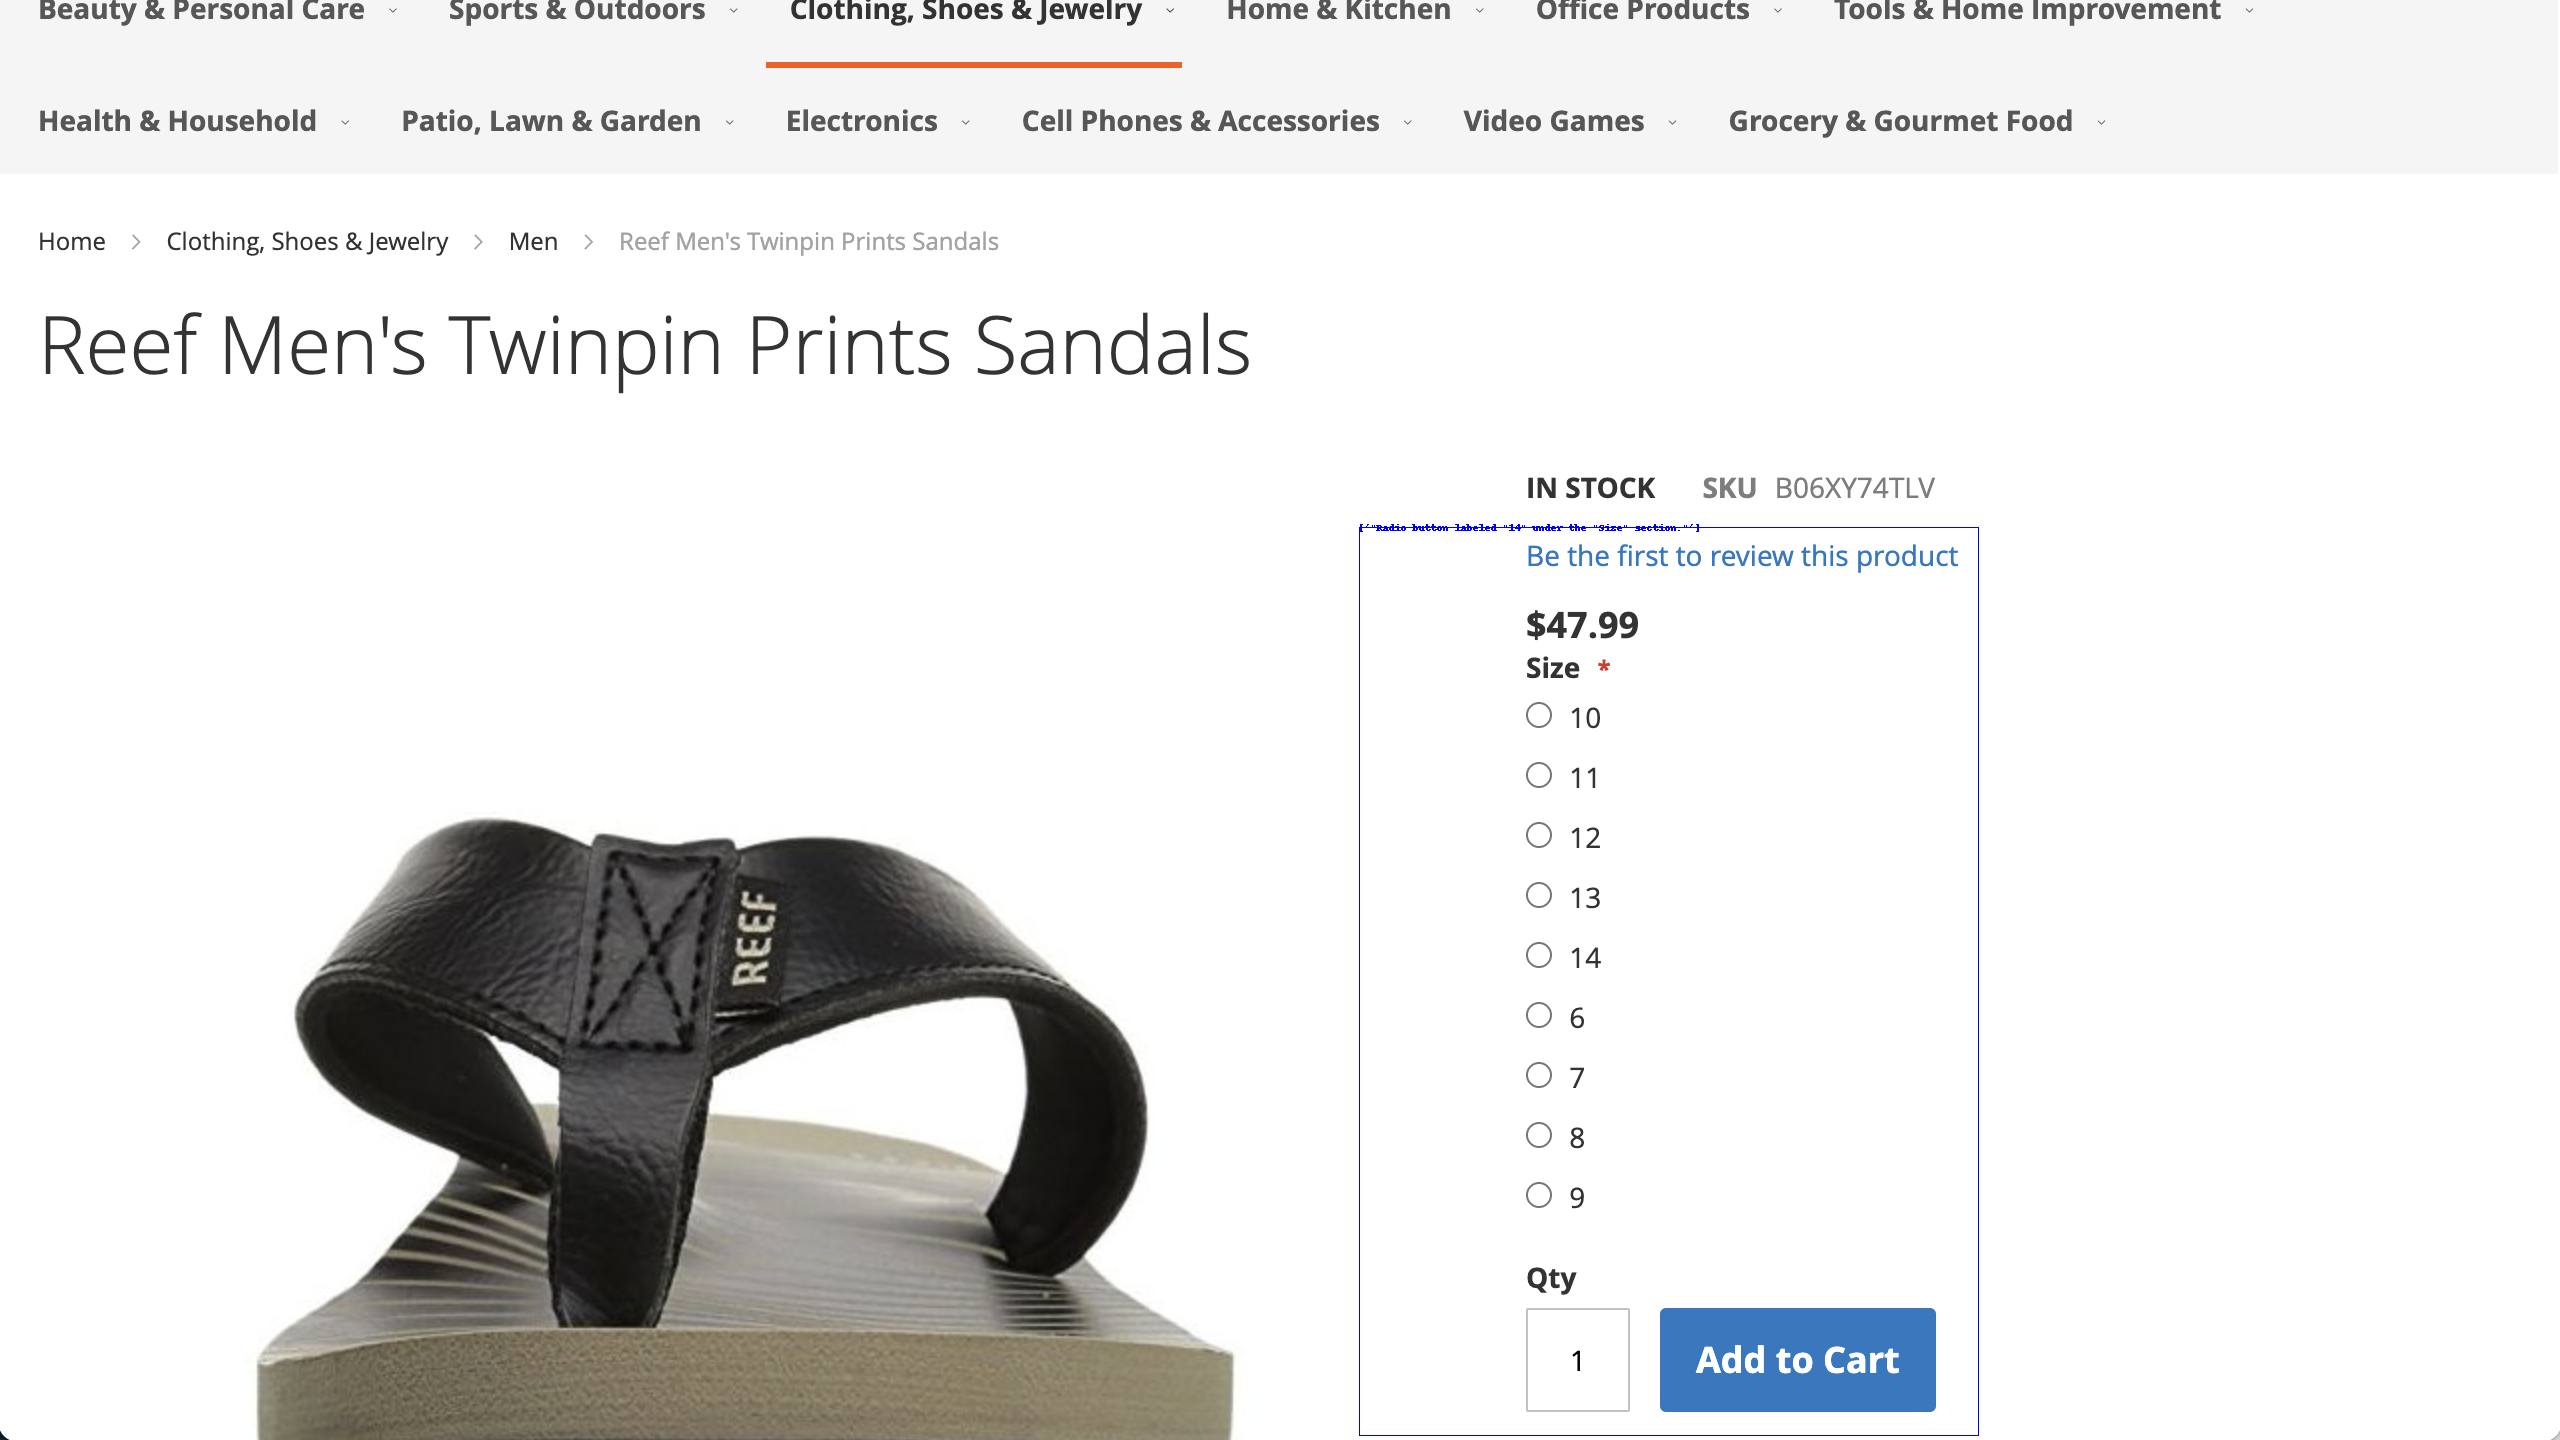 Beauty & Personal Care Sports & Outdoors Clothing, Shoes & Jewelry Home & Kitchen Office Products Tools & Home Improvement
Health & Household Patio, Lawn & Garden Electronics Cell Phones & Accessories Video Games Grocery & Gourmet Food
Home Clothing, Shoes & Jewelry Men Reef Men's Twinpin Prints Sandals
Reef Men's Twinpin Prints Sandals
IN STOCK SKU B06XY74TLV
['"Radio button labeled "14" under the "Size" section."']
Be the first to review this product
$47.99
Size *
10
11
12
13
14
6
7
8
9
REEF
Qty
1 Add to Cart